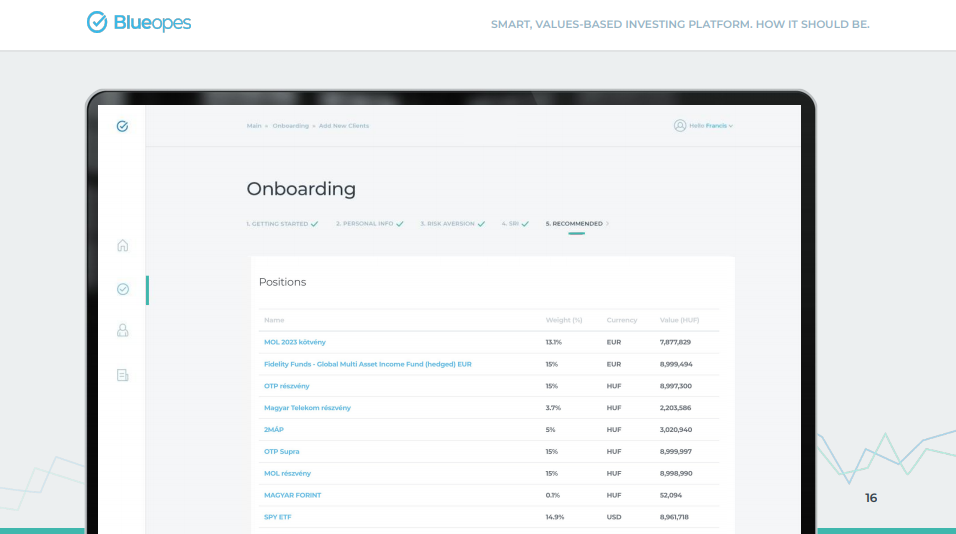 Blueopes
SMART, VALUES-BASED INVESTING PLATFORM. HOW IT SHOULD BE.
Main » Onboarding » Add New Clients
Hello Francis
Onboarding
1. GETTING STARTED 2. PERSONAL INFO 3. RISK AVERSION 4. SRI 5. RECOMMENDED
Positions
Name Weight (%) Currency Value (HUF)
MOL 2023 kötvény 13.1% EUR 7,877,829
Fidelity Funds - Global Multi Asset Income Fund (hedged) EUR 15% EUR 8,999,494
OTP részvény 15% HUF 8,997,300
Magyar Telekom részvény 3.7% HUF 2,203,586
2MÁP 5% HUF 3,020,940
OTP Supra 15% HUF 8,999,997
MOL részvény 15% HUF 8,998,990
MAGYAR FORINT 0.1% HUF 52,094
SPY ETF 14.9% USD 8,961,718
16